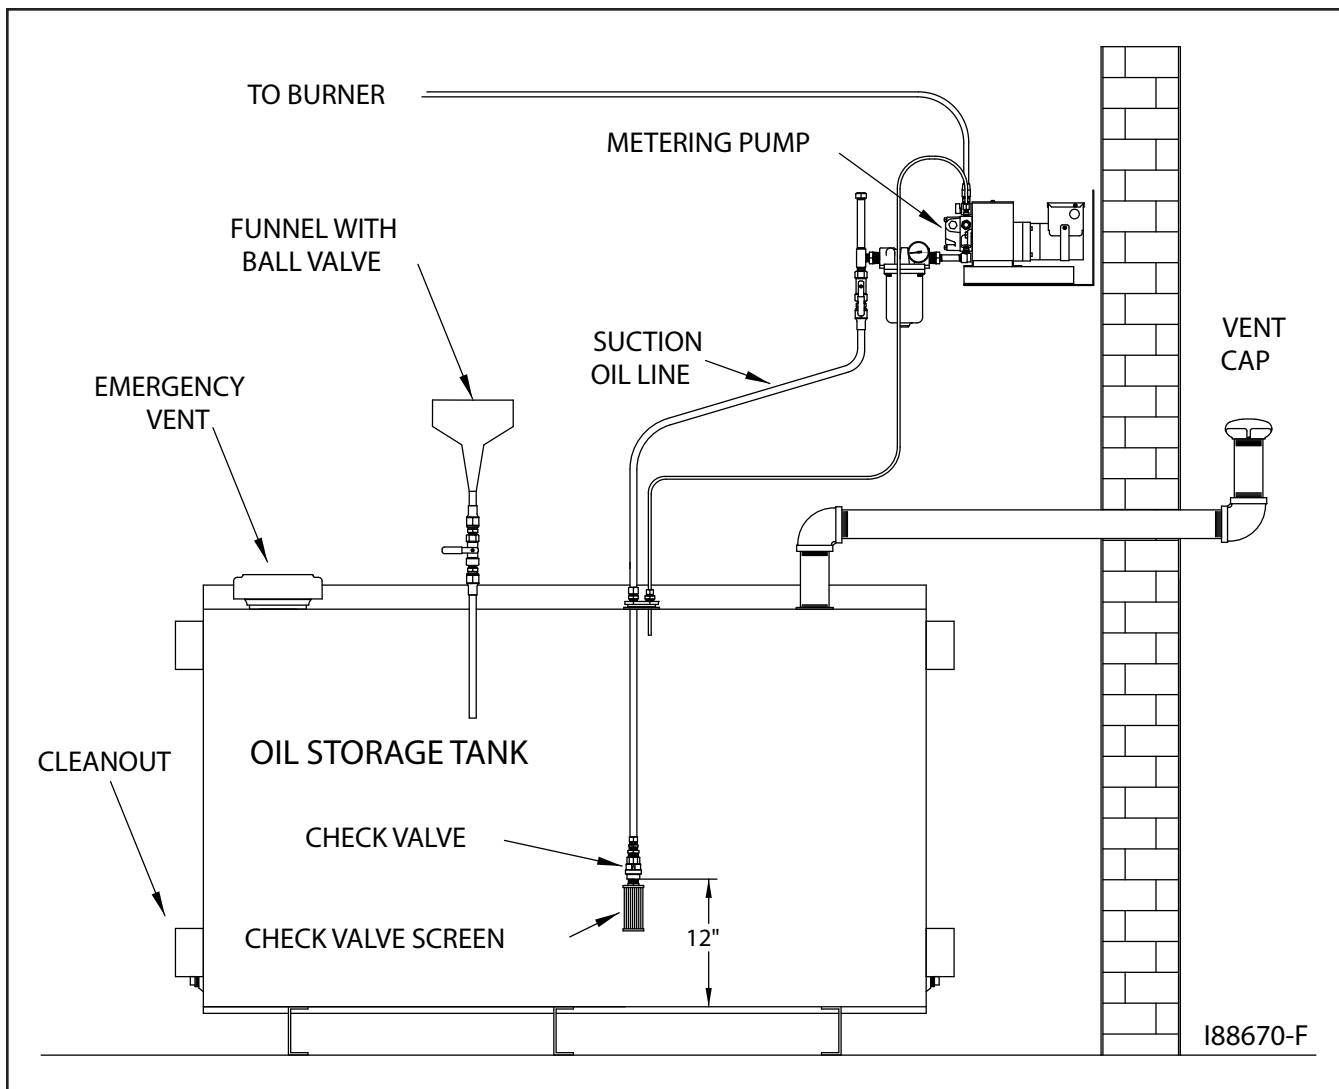 TO BURNER
METERING PUMP
FUNNEL WITH
BALL VALVE
SUCTION
OIL LINE
VENT
CAP
EMERGENCY
VENT
OIL STORAGE TANK
CLEANOUT
CHECK VALVE
CHECK VALVE SCREEN
12"
I88670-F